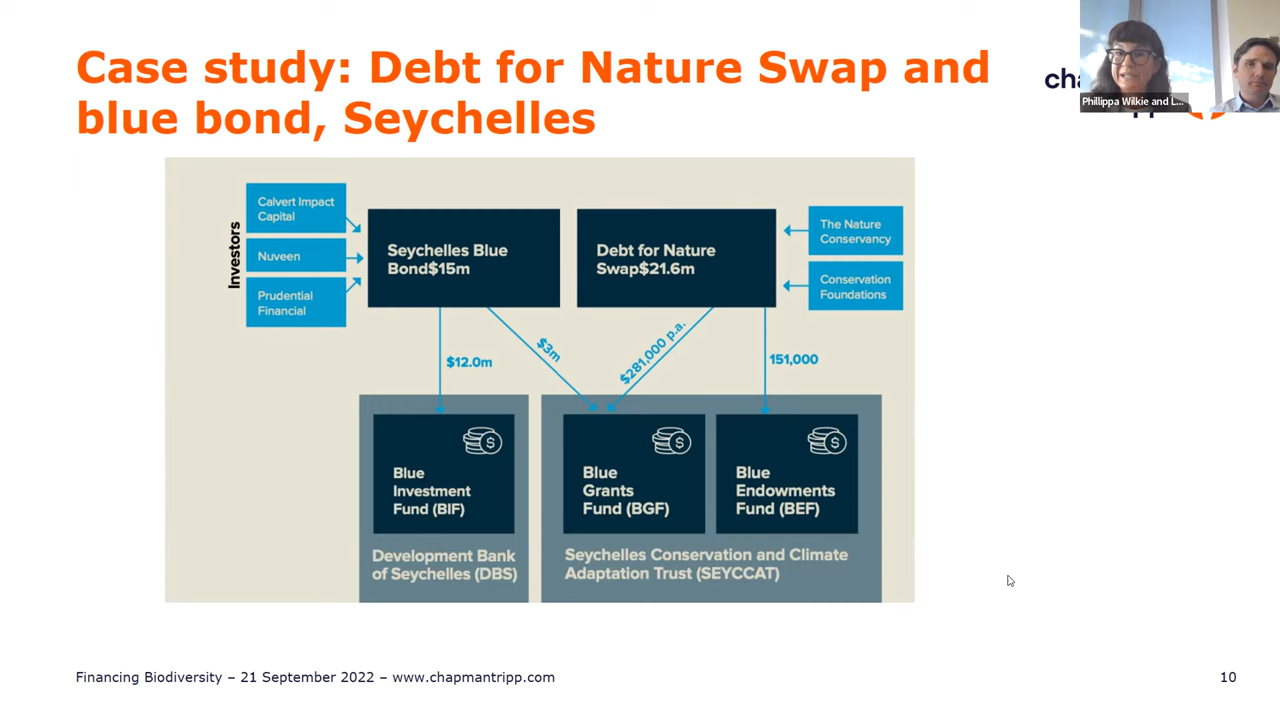 Case study: Debt for Nature Swap and
blue bond, Seychelles
cha
Phillippa Wilkie and L...
Investors
Calvert Impact
Capital
Nuveen
Prudential
Financial
Seychelles Blue
Bond$15m
Debt for Nature
Swap$21.6m
The Nature
Conservancy
Conservation
Foundations
$12.0m
$3m
$281,000 p.a.
151,000
Blue
Investment
Fund (BIF)
Blue
Grants
Fund (BGF)
Blue
Endowments
Fund (BEF)
Development Bank
of Seychelles (DBS)
Seychelles Conservation and Climate
Adaptation Trust (SEYCCAT)
Financing Biodiversity – 21 September 2022 – www.chapmantripp.com
10